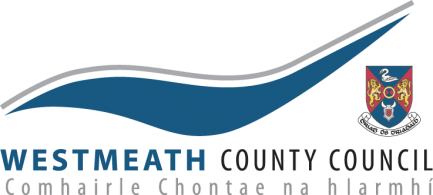 WESTMEATH COUNTY COUNCIL
Comhairle Chontae na hIarmhí